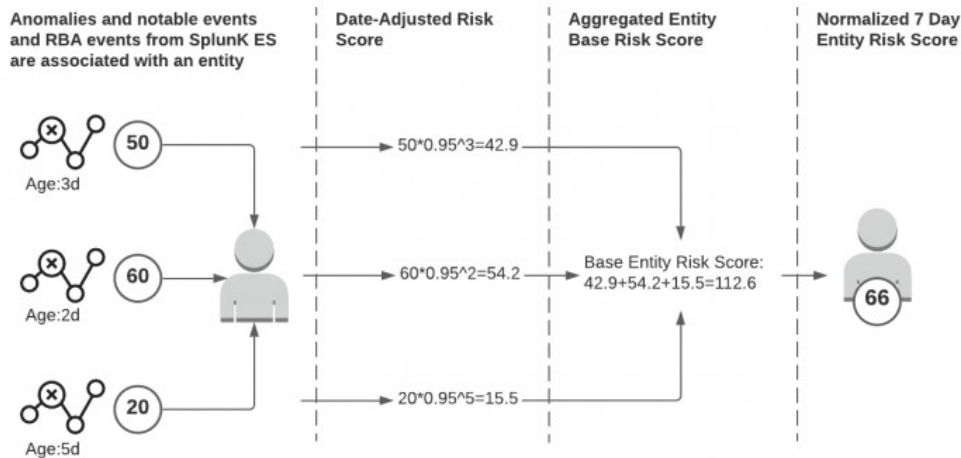 Anomalies and notable events
and RBA events from SplunK ES
are associated with an entity
Date-Adjusted Risk
Score
Aggregated Entity
Base Risk Score
Normalized 7 Day
Entity Risk Score
50
Age:3d
50*0.95^3=42.9
60
Age:2d
60*0.95^2=54.2
Base Entity Risk Score:
42.9+54.2+15.5=112.6
66
20
Age:5d
20*0.95^5=15.5